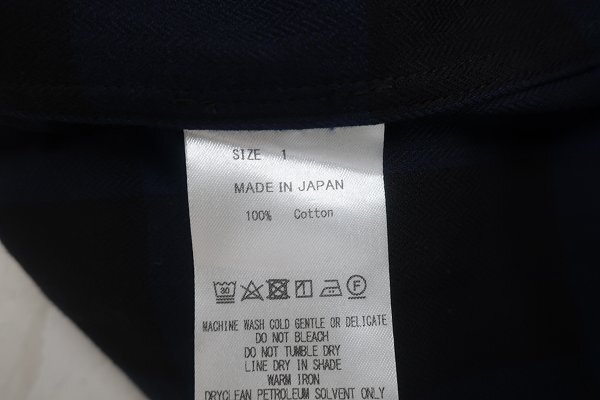 SIZE 1
MADE IN JAPAN
100% Cotton
30 F
MACHINE WASH COLD GENTLE OR DELICATE
DO NOT BLEACH
DO NOT TUMBLE DRY
LINE DRY IN SHADE
WARM IRON
DRYCLEAN PETROLEUM SOLVENT ONLY